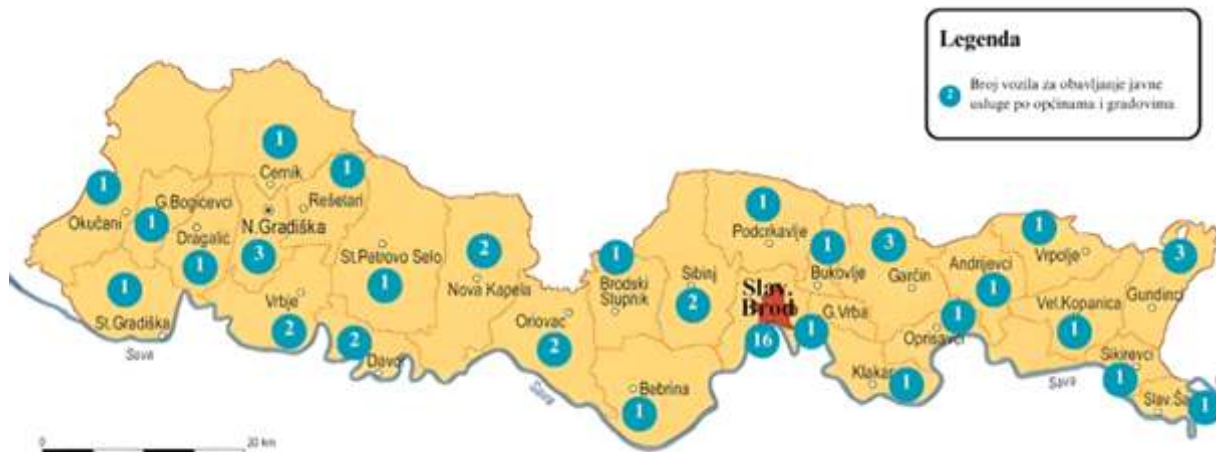 Legenda
2
Broj vozila za obavljanje javne
usluge po općinama i gradovima
1
Cernik
1
1
Okučani
G.Bogićevci
1
Rešetari
N.Gradiška
Dragalić
1
3
1
St.Gradiška
Vrbje
2
St.Petrovo Selo
1
2
Nova Kapela
2
Davor
Sava
Sava
Oriovac
2
1
Brodski
Stupnik
Sibinj
2
Bebrina
1
1
Podcrkavlje
Slav.
Brod
16
1
Bukovlje
3
Garčin
G.Vrba
1
Klakar
1
Oprisavci
1
Andrijevci
1
1
Vrpolje
Vel.Kopanica
1
3
Gundinci
Sikirevci
1
Slav.Ša
1
Sava
0
20 km